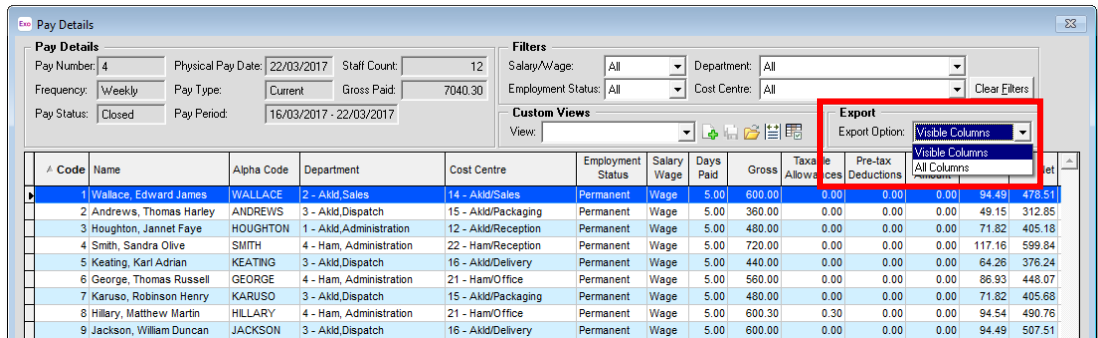 Exo Pay Details
Pay Details
Pay Number: 4 Physical Pay Date: 22/03/2017 Staff Count: 12
Frequency: Weekly Pay Type: Current Gross Paid: 7040.30
Pay Status: Closed Pay Period: 16/03/2017 - 22/03/2017
Filters
Salary/Wage: All Department: All
Employment Status: All Cost Centre: All Clear Filters
Custom Views
View:
Export
Export Option: Visible Columns
Visible Columns
All Columns
Code Name Alpha Code Department Cost Centre Employment Status Salary Wage Days Paid Gross Taxable Allowances Pre-tax Deductions Amount
1 Wallace, Edward James WALLACE 2 - Akld,Sales 14 - Akld/Sales Permanent Wage 5.00 600.00 0.00 0.00 0.00 94.49 478.51
2 Andrews, Thomas Harley ANDREWS 3 - Akld,Dispatch 15 - Akld/Packaging Permanent Wage 5.00 360.00 0.00 0.00 0.00 49.15 312.85
3 Houghton, Jannet Faye HOUGHTON 1 - Akld,Administration 12 - Akld/Reception Permanent Wage 5.00 480.00 0.00 0.00 0.00 71.82 405.18
4 Smith, Sandra Olive SMITH 4 - Ham, Administration 22 - Ham/Reception Permanent Wage 5.00 720.00 0.00 0.00 0.00 117.16 599.84
5 Keating, Karl Adrian KEATING 3 - Akld,Dispatch 16 - Akld/Delivery Permanent Wage 5.00 440.00 0.00 0.00 0.00 64.26 376.24
6 George, Thomas Russell GEORGE 4 - Ham, Administration 21 - Ham/Office Permanent Wage 5.00 560.00 0.00 0.00 0.00 86.93 448.07
7 Karuso, Robinson Henry KARUSO 3 - Akld,Dispatch 15 - Akld/Packaging Permanent Wage 5.00 480.00 0.00 0.00 0.00 71.82 405.68
8 Hillary, Matthew Martin HILLARY 4 - Ham, Administration 21 - Ham/Office Permanent Wage 5.00 600.30 0.30 0.00 0.00 94.54 490.76
9 Jackson, William Duncan JACKSON 3 - Akld,Dispatch 16 - Akld/Delivery Permanent Wage 5.00 600.00 0.00 0.00 0.00 94.49 507.51